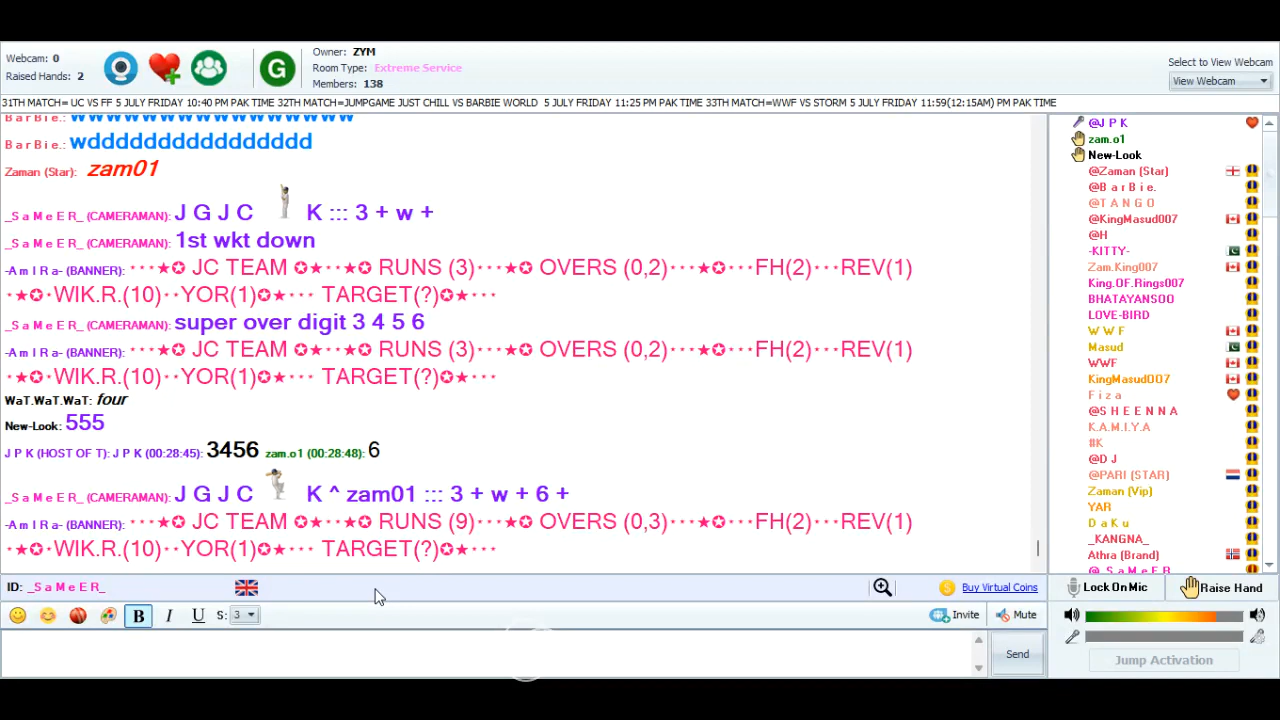 Webcam: 0
Raised Hands: 2
G
Owner: ZYM
Room Type: Extreme Service
Members: 138
Select to View Webcam
View Webcam
31TH MATCH= UC VS FF 5 JULY FRIDAY 10:40 PM PAK TIME 32TH MATCH=JUMPGAME JUST CHILL VS BARBIE WORLD 5 JULY FRIDAY 11:25 PM PAK TIME 33TH MATCH=WWF VS STORM 5 JULY FRIDAY 11:59(12:15AM) PM PAK TIME
B a r B i e .: wdddddddddddddddd
Zaman (Star): zam01
_S a M e E R_ (CAMERAMAN): J G J C K ::: 3 + w +
_S a M e E R_ (CAMERAMAN): 1st wkt down
-A m I R a- (BANNER): ···★✪ JC TEAM ✪★···★✪ RUNS (3)···★✪ OVERS (0,2)···★✪···FH(2)···REV(1)
·★✪·WIK.R.(10)··YOR(1)✪★··· TARGET(?)✪★···
_S a M e E R_ (CAMERAMAN): super over digit 3 4 5 6
-A m I R a- (BANNER): ···★✪ JC TEAM ✪★···★✪ RUNS (3)···★✪ OVERS (0,2)···★✪···FH(2)···REV(1)
·★✪·WIK.R.(10)··YOR(1)✪★··· TARGET(?)✪★···
WaT.WaT.WaT: four
New-Look: 555
J P K (HOST OF T): J P K (00:28:45): 3456 zam.o1 (00:28:48): 6
_S a M e E R_ (CAMERAMAN): J G J C K ^ zam01 ::: 3 + w + 6 +
-A m I R a- (BANNER): ···★✪ JC TEAM ✪★···★✪ RUNS (9)···★✪ OVERS (0,3)···★✪···FH(2)···REV(1)
·★✪·WIK.R.(10)··YOR(1)✪★··· TARGET(?)✪★···
@J P K
zam.o1
New-Look
@Zaman (Star)
@B a r B i e.
@T A N G O
@KingMasud007
@H
-KITTY-
Zam.King007
King.OF.Rings007
BHATAYANSOO
LOVE-BIRD
W W F
Masud
WWF
KingMasud007
F i z a
@S H E E N N A
K.A.M.I.Y.A
#K
@D J
@PARI (STAR)
Zaman (Vip)
YAR
D a K u
_KANGNA_
Athra (Brand)
@_S a M e E R_
ID: _S a M e E R_
Buy Virtual Coins
Lock On Mic
Raise Hand
B I U S: 3
Invite
Mute
Send
Jump Activation